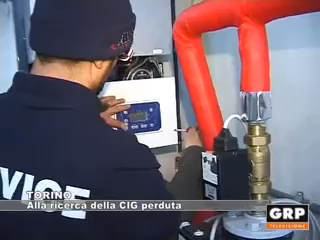 VICE
TORINO
Alla ricerca della CIG perduta
GRP
TELEVISIONE